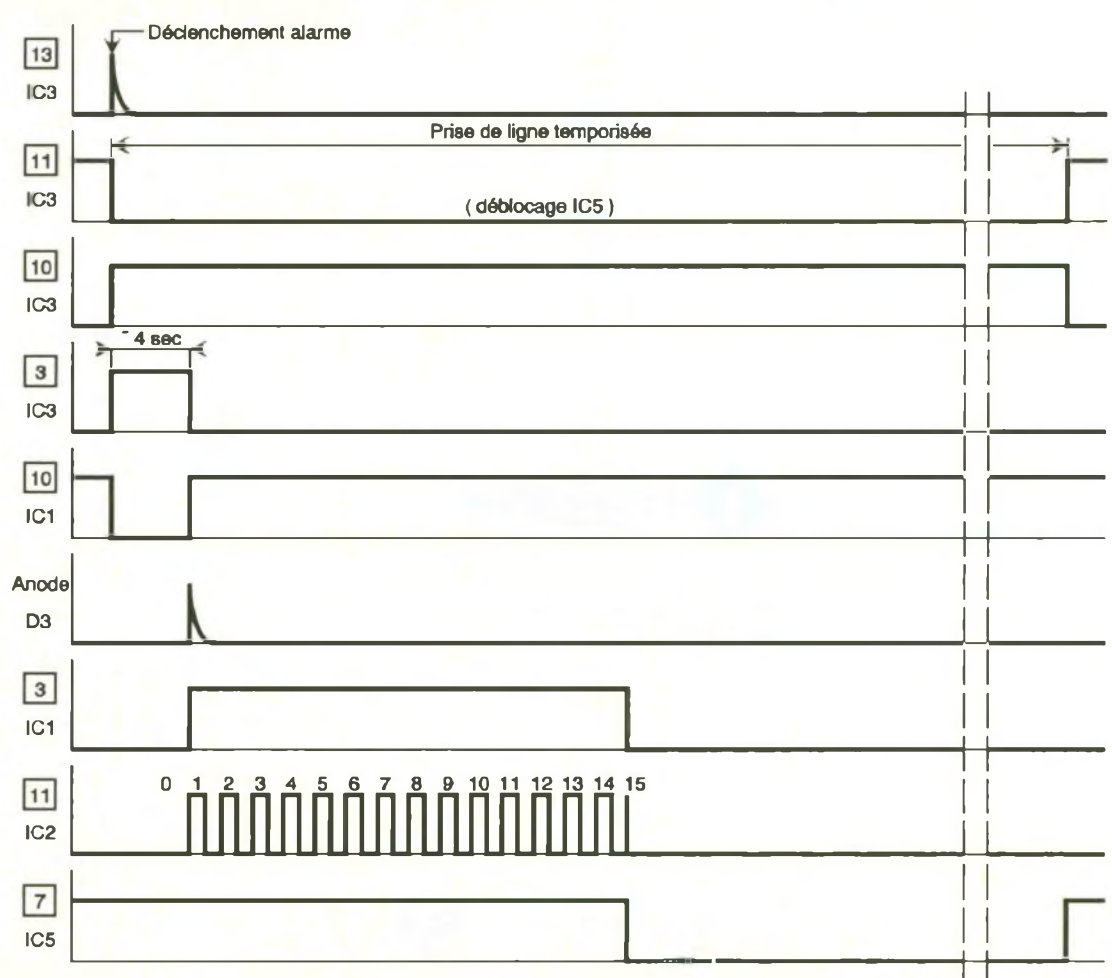 Déclenchement alarme
13
IC3
Prise de ligne temporisée
11
IC3
( déblocage IC5 )
10
IC3
~ 4 sec
3
IC3
10
IC1
Anode
D3
3
IC1
0 1 2 3 4 5 6 7 8 9 10 11 12 13 14 15
11
IC2
7
IC5